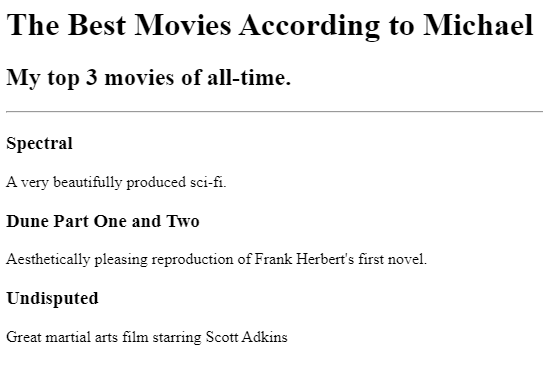 The Best Movies According to Michael
My top 3 movies of all-time.
Spectral
A very beautifully produced sci-fi.
Dune Part One and Two
Aesthetically pleasing reproduction of Frank Herbert's first novel.
Undisputed
Great martial arts film starring Scott Adkins